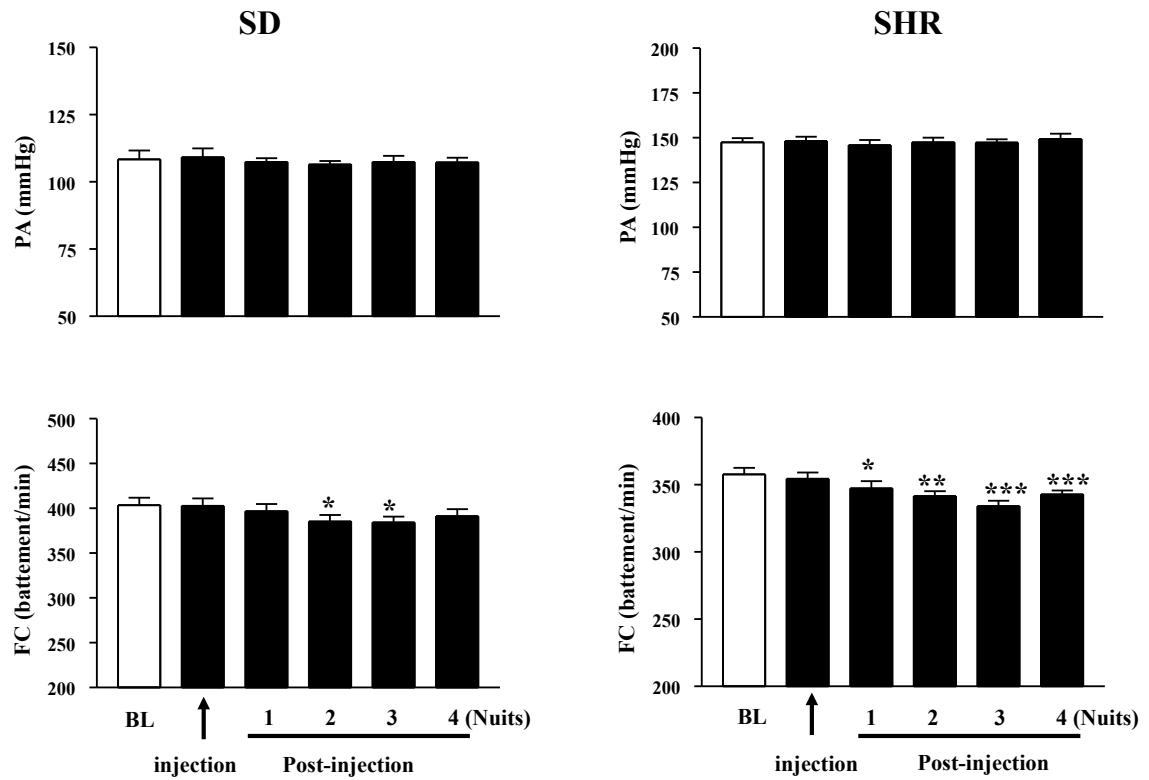 SD
150
125
100
75
50
PA (mmHg)
SHR
200
175
150
125
100
75
50
PA (mmHg)
500
450
400
350
300
250
200
FC (battement/min)
* *
BL 1 2 3 4 (Nuits)
injection Post-injection
400
350
300
250
200
FC (battement/min)
* ** *** ***
BL 1 2 3 4 (Nuits)
injection Post-injection